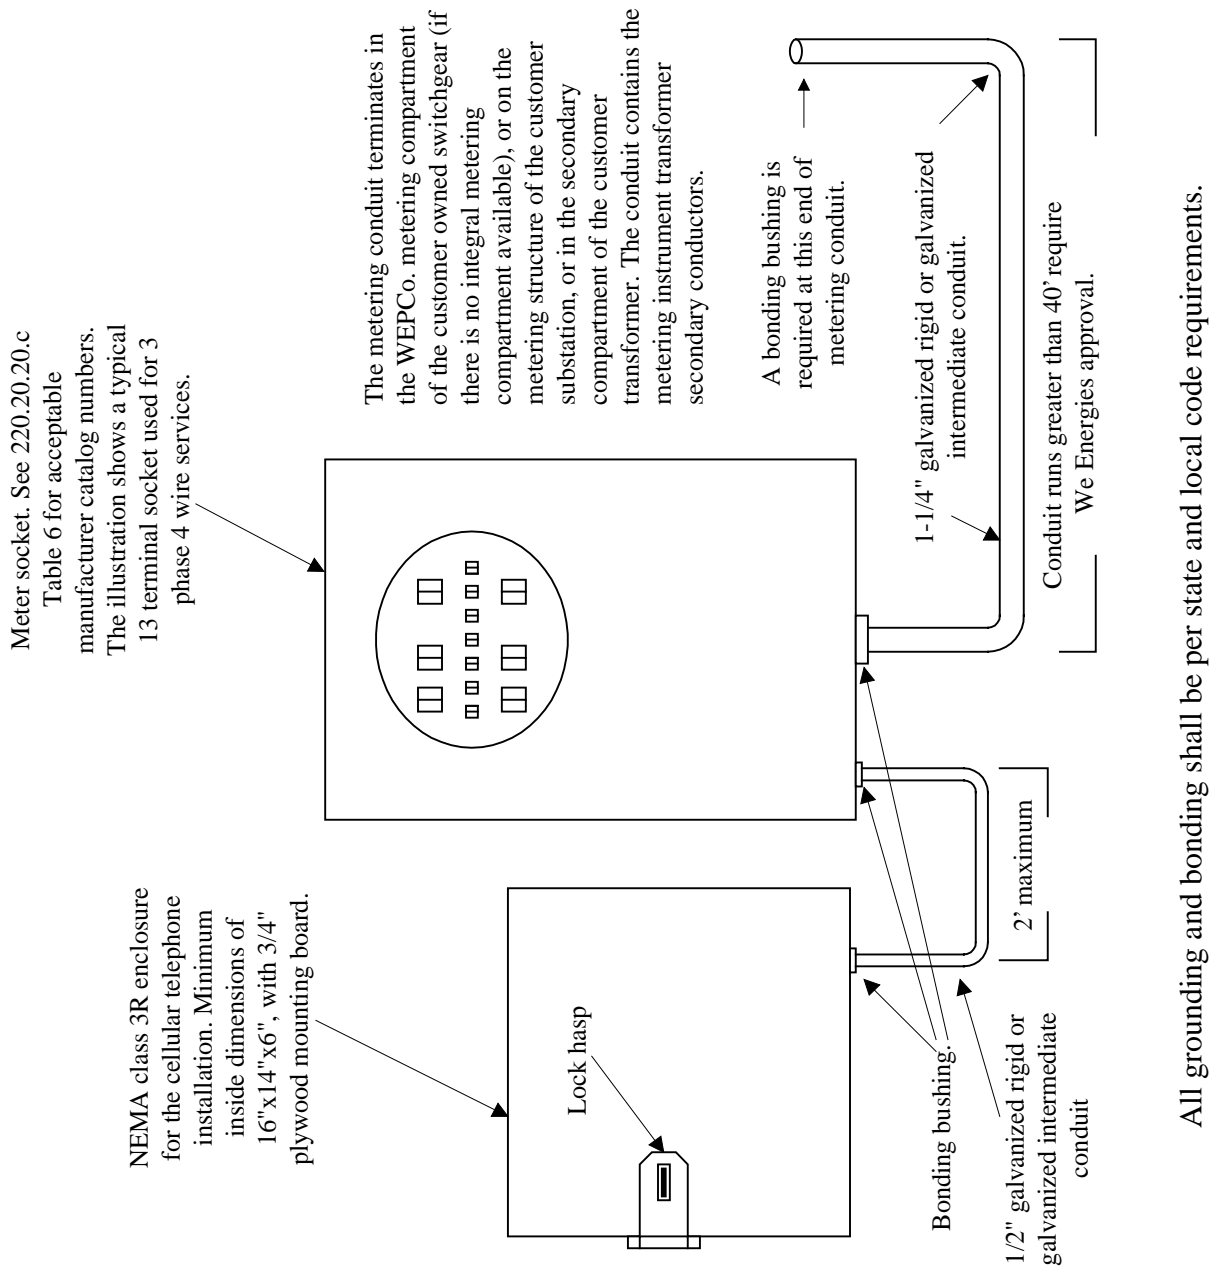 NEMA class 3R enclosure
for the cellular telephone
installation. Minimum
inside dimensions of
16"x14"x6", with 3/4"
plywood mounting board.
Meter socket. See 220.20.20.c
Table 6 for acceptable
manufacturer catalog numbers.
The illustration shows a typical
13 terminal socket used for 3
phase 4 wire services.
The metering conduit terminates in
the WEPCo. metering compartment
of the customer owned switchgear (if
there is no integral metering
compartment available), or on the
metering structure of the customer
substation, or in the secondary
compartment of the customer
transformer. The conduit contains the
metering instrument transformer
secondary conductors.
Lock hasp
A bonding bushing is
required at this end of
metering conduit.
Bonding bushing.
1/2" galvanized rigid or
galvanized intermediate
conduit
2’ maximum
1-1/4" galvanized rigid or galvanized
intermediate conduit.
Conduit runs greater than 40’ require
We Energies approval.
All grounding and bonding shall be per state and local code requirements.